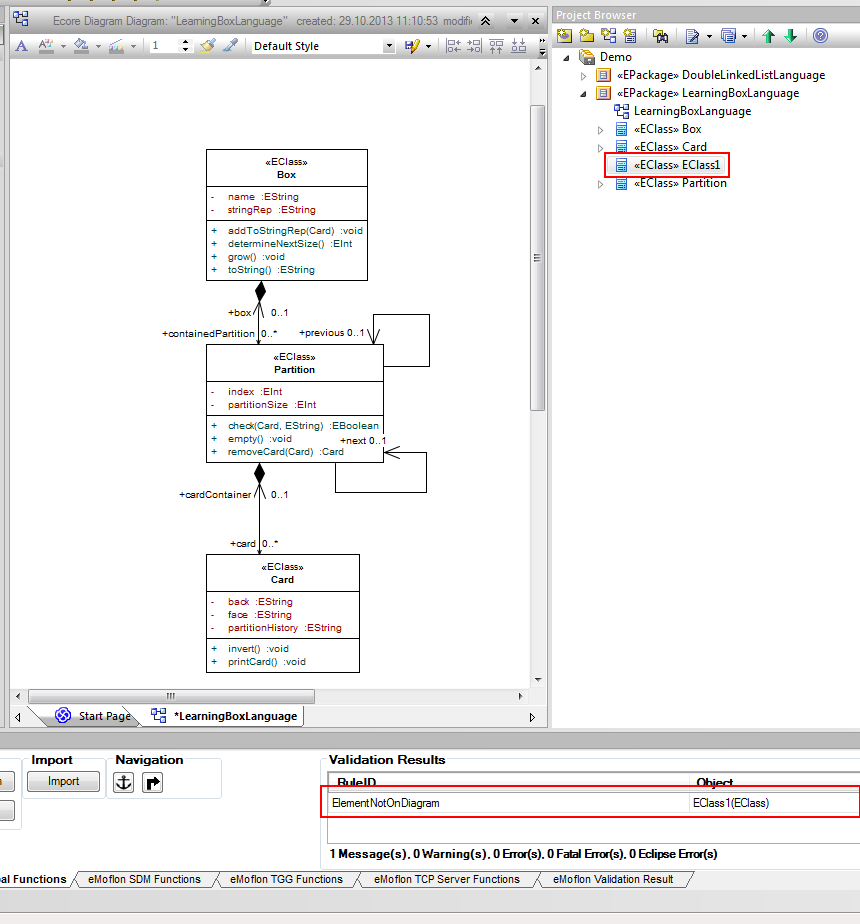 Ecore Diagram Diagram: "LearningBoxLanguage" created: 29.10.2013 11:10:53 modifi
1
Default Style
«EClass»
Box
- name :EString
- stringRep :EString
+ addToStringRep(Card) :void
+ determineNextSize() :EInt
+ grow() :void
+ toString() :EString
+box 0..1
+containedPartition 0..*
+previous 0..1
«EClass»
Partition
- index :EInt
- partitionSize :EInt
+ check(Card, EString) :EBoolean
+ empty() :void
+next 0..1
+ removeCard(Card) :Card
+cardContainer 0..1
+card 0..*
«EClass»
Card
- back :EString
- face :EString
- partitionHistory :EString
+ invert() :void
+ printCard() :void
Start Page
*LearningBoxLanguage
Project Browser
Demo
«EPackage» DoubleLinkedListLanguage
«EPackage» LearningBoxLanguage
LearningBoxLanguage
«EClass» Box
«EClass» Card
«EClass» EClass1
«EClass» Partition
Import
Import
Navigation
Validation Results
RuleID Object
ElementNotOnDiagram EClass1(EClass)
1 Message(s), 0 Warning(s), 0 Error(s), 0 Fatal Error(s), 0 Eclipse Error(s)
bal Functions
eMoflon SDM Functions
eMoflon TGG Functions
eMoflon TCP Server Functions
eMoflon Validation Result